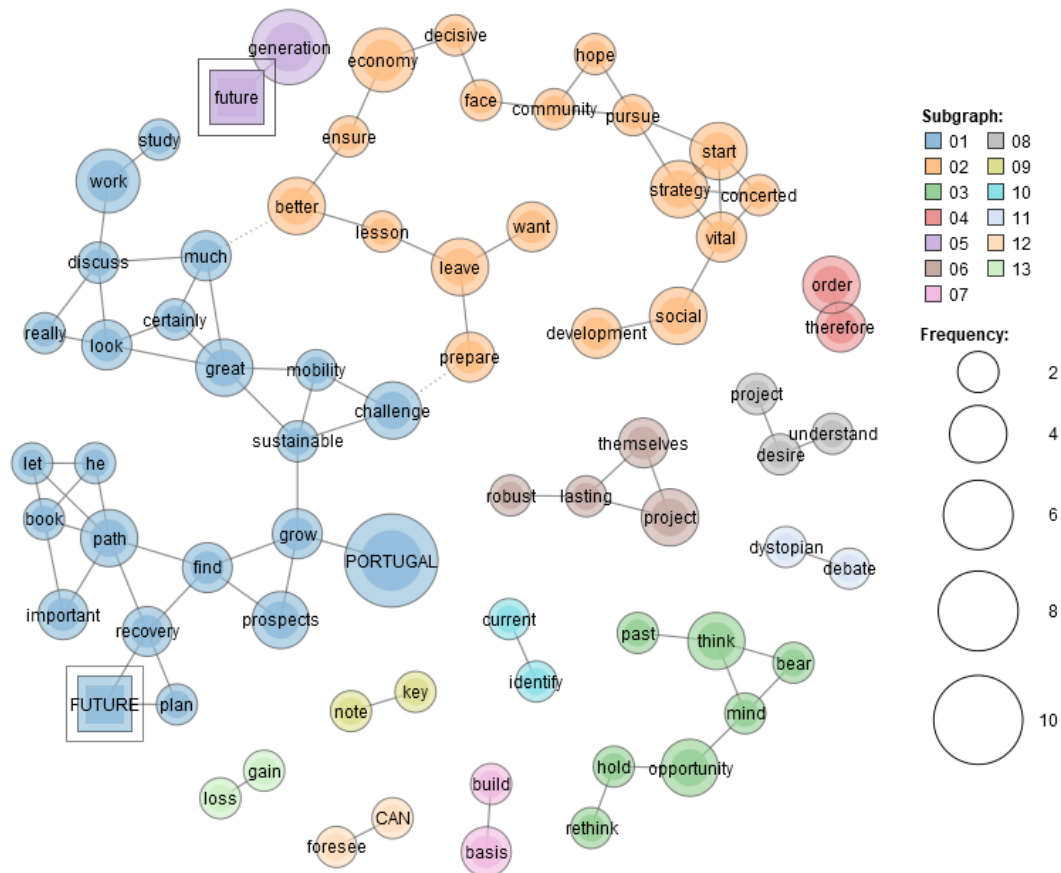 generation
decisive
economy
hope
future
face
community
pursue
study
ensure
start
work
strategy
concerted
better
lesson
want
vital
discuss
much
leave
order
certainly
social
really
look
development
therefore
great
mobility
prepare
challenge
project
sustainable
themselves
understand
desire
let
he
robust
lasting
book
project
path
grow
dystopian
find
PORTUGAL
debate
important
prospects
current
recovery
past
think
bear
identify
FUTURE
plan
key
note
mind
gain
hold
opportunity
loss
build
CAN
rethink
foresee
basis
Subgraph:
01 08
02 09
03 10
04 11
05 12
06 13
07
Frequency:
2
4
6
8
10